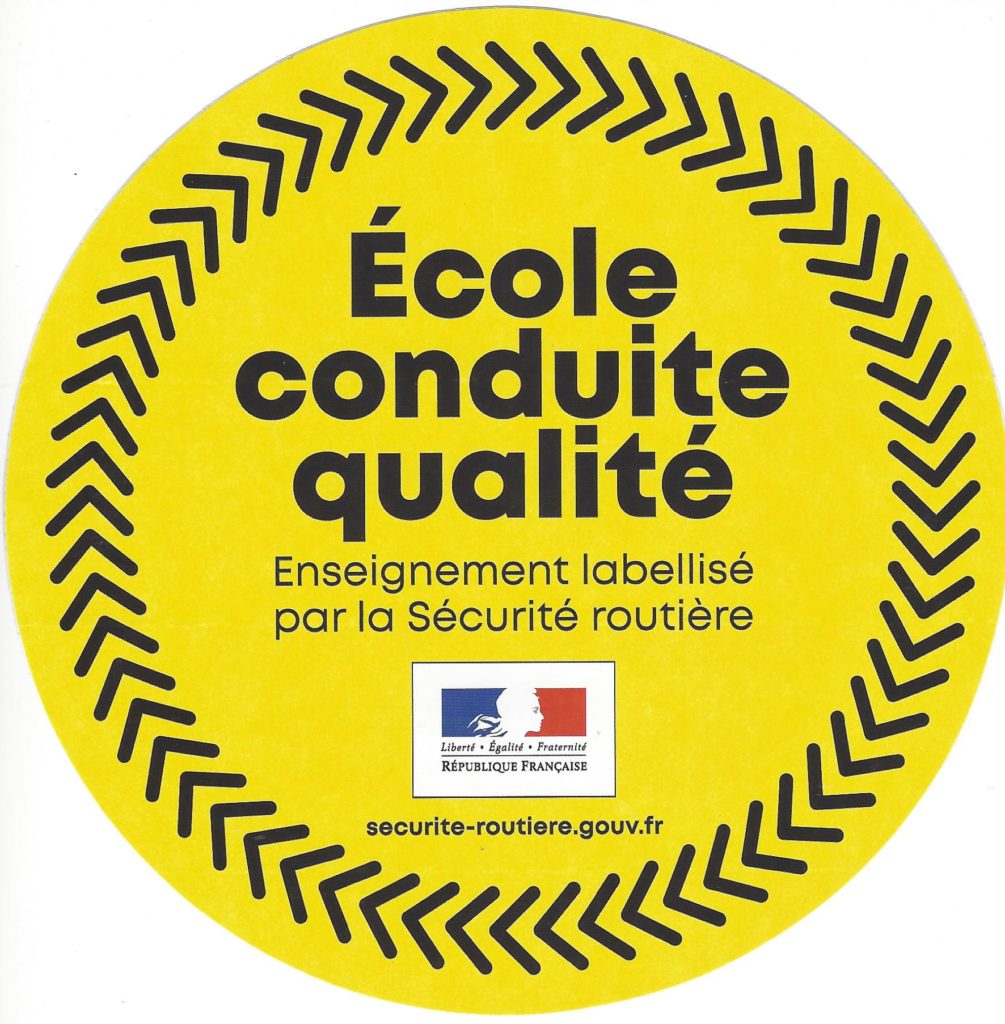 École
conduite
qualité
Enseignement labellisé
par la Sécurité routière
Liberté • Égalité • Fraternité
RÉPUBLIQUE FRANÇAISE
securite-routiere.gouv.fr